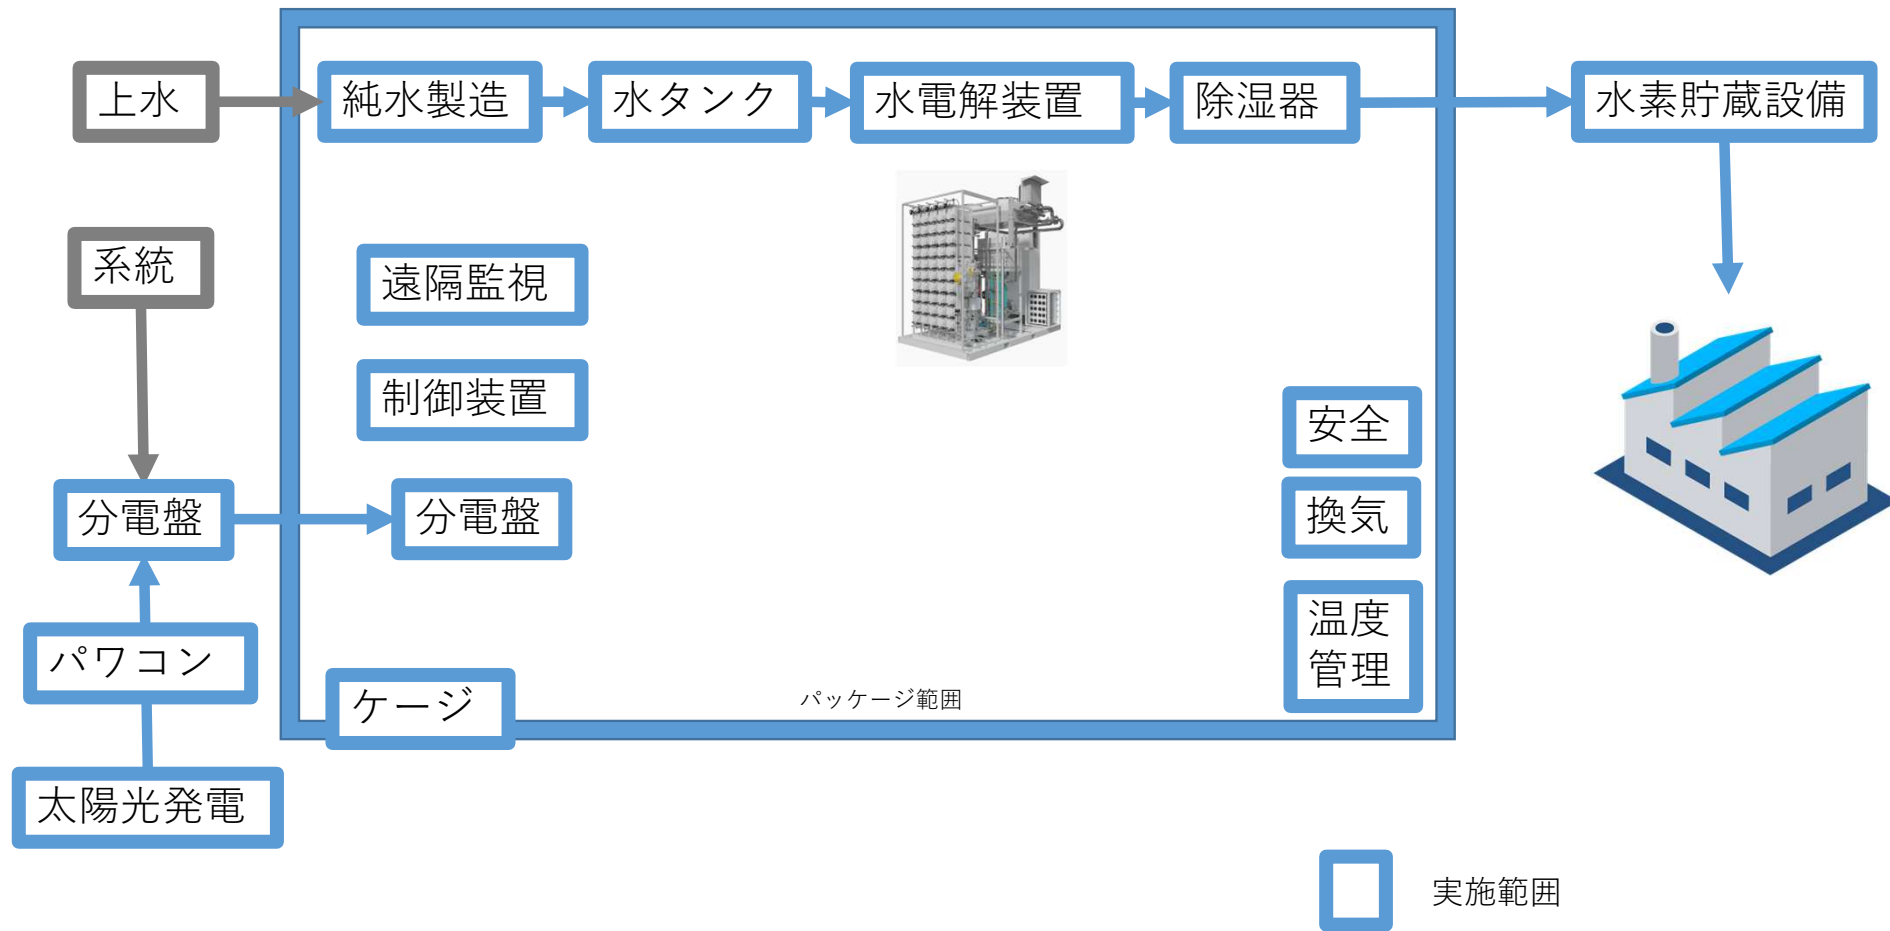 上水
純水製造
水タンク
水電解装置
除湿器
水素貯蔵設備
系統
遠隔監視
制御装置
安全
分電盤
分電盤
換気
パワコン
温度
管理
ケージ
パッケージ範囲
太陽光発電
実施範囲